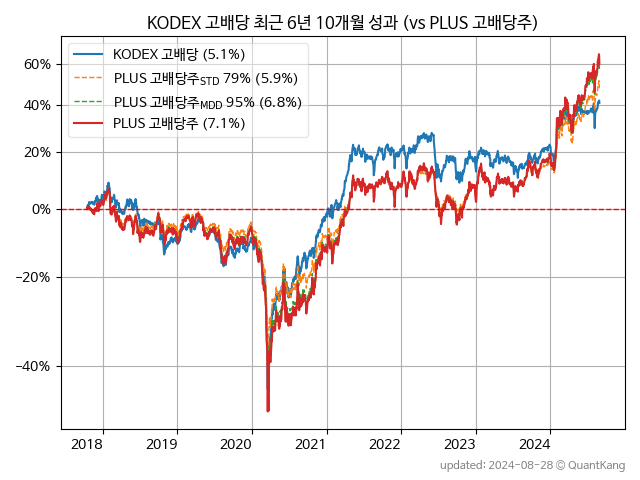 KODEX 고배당 최근 6년 10개월 성과 (vs PLUS 고배당주)
KODEX 고배당 (5.1%)
PLUS 고배당주STD 79% (5.9%)
PLUS 고배당주MDD 95% (6.8%)
PLUS 고배당주 (7.1%)
60%
40%
20%
0%
−20%
−40%
2018 2019 2020 2021 2022 2023 2024
updated: 2024-08-28 © QuantKang